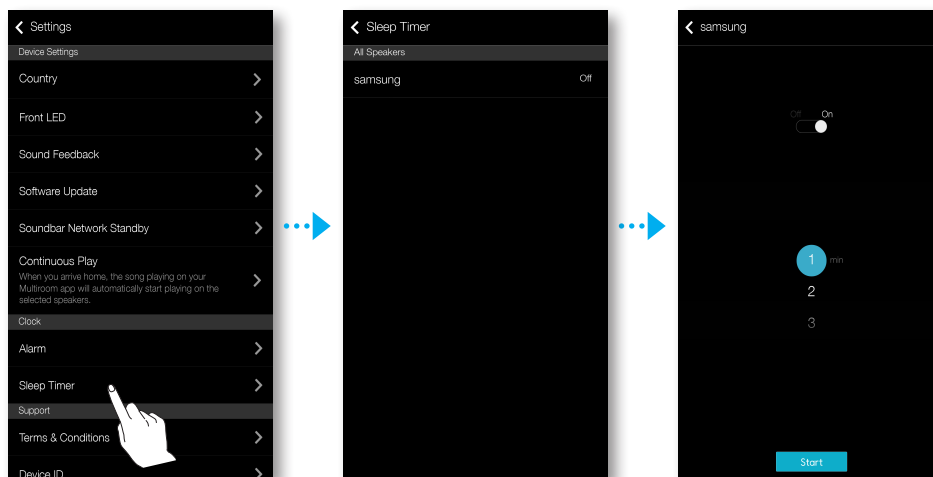 Settings
Device Settings
Country
Front LED
Sound Feedback
Software Update
Soundbar Network Standby
Continuous Play
When you arrive home, the song playing on your
Multiroom app will automatically start playing on the
selected speakers.
Clock
Alarm
Sleep Timer
Support
Terms & Conditions
Device ID
Sleep Timer
All Speakers
samsung Off
samsung
Off On
1 min
2
3
Start